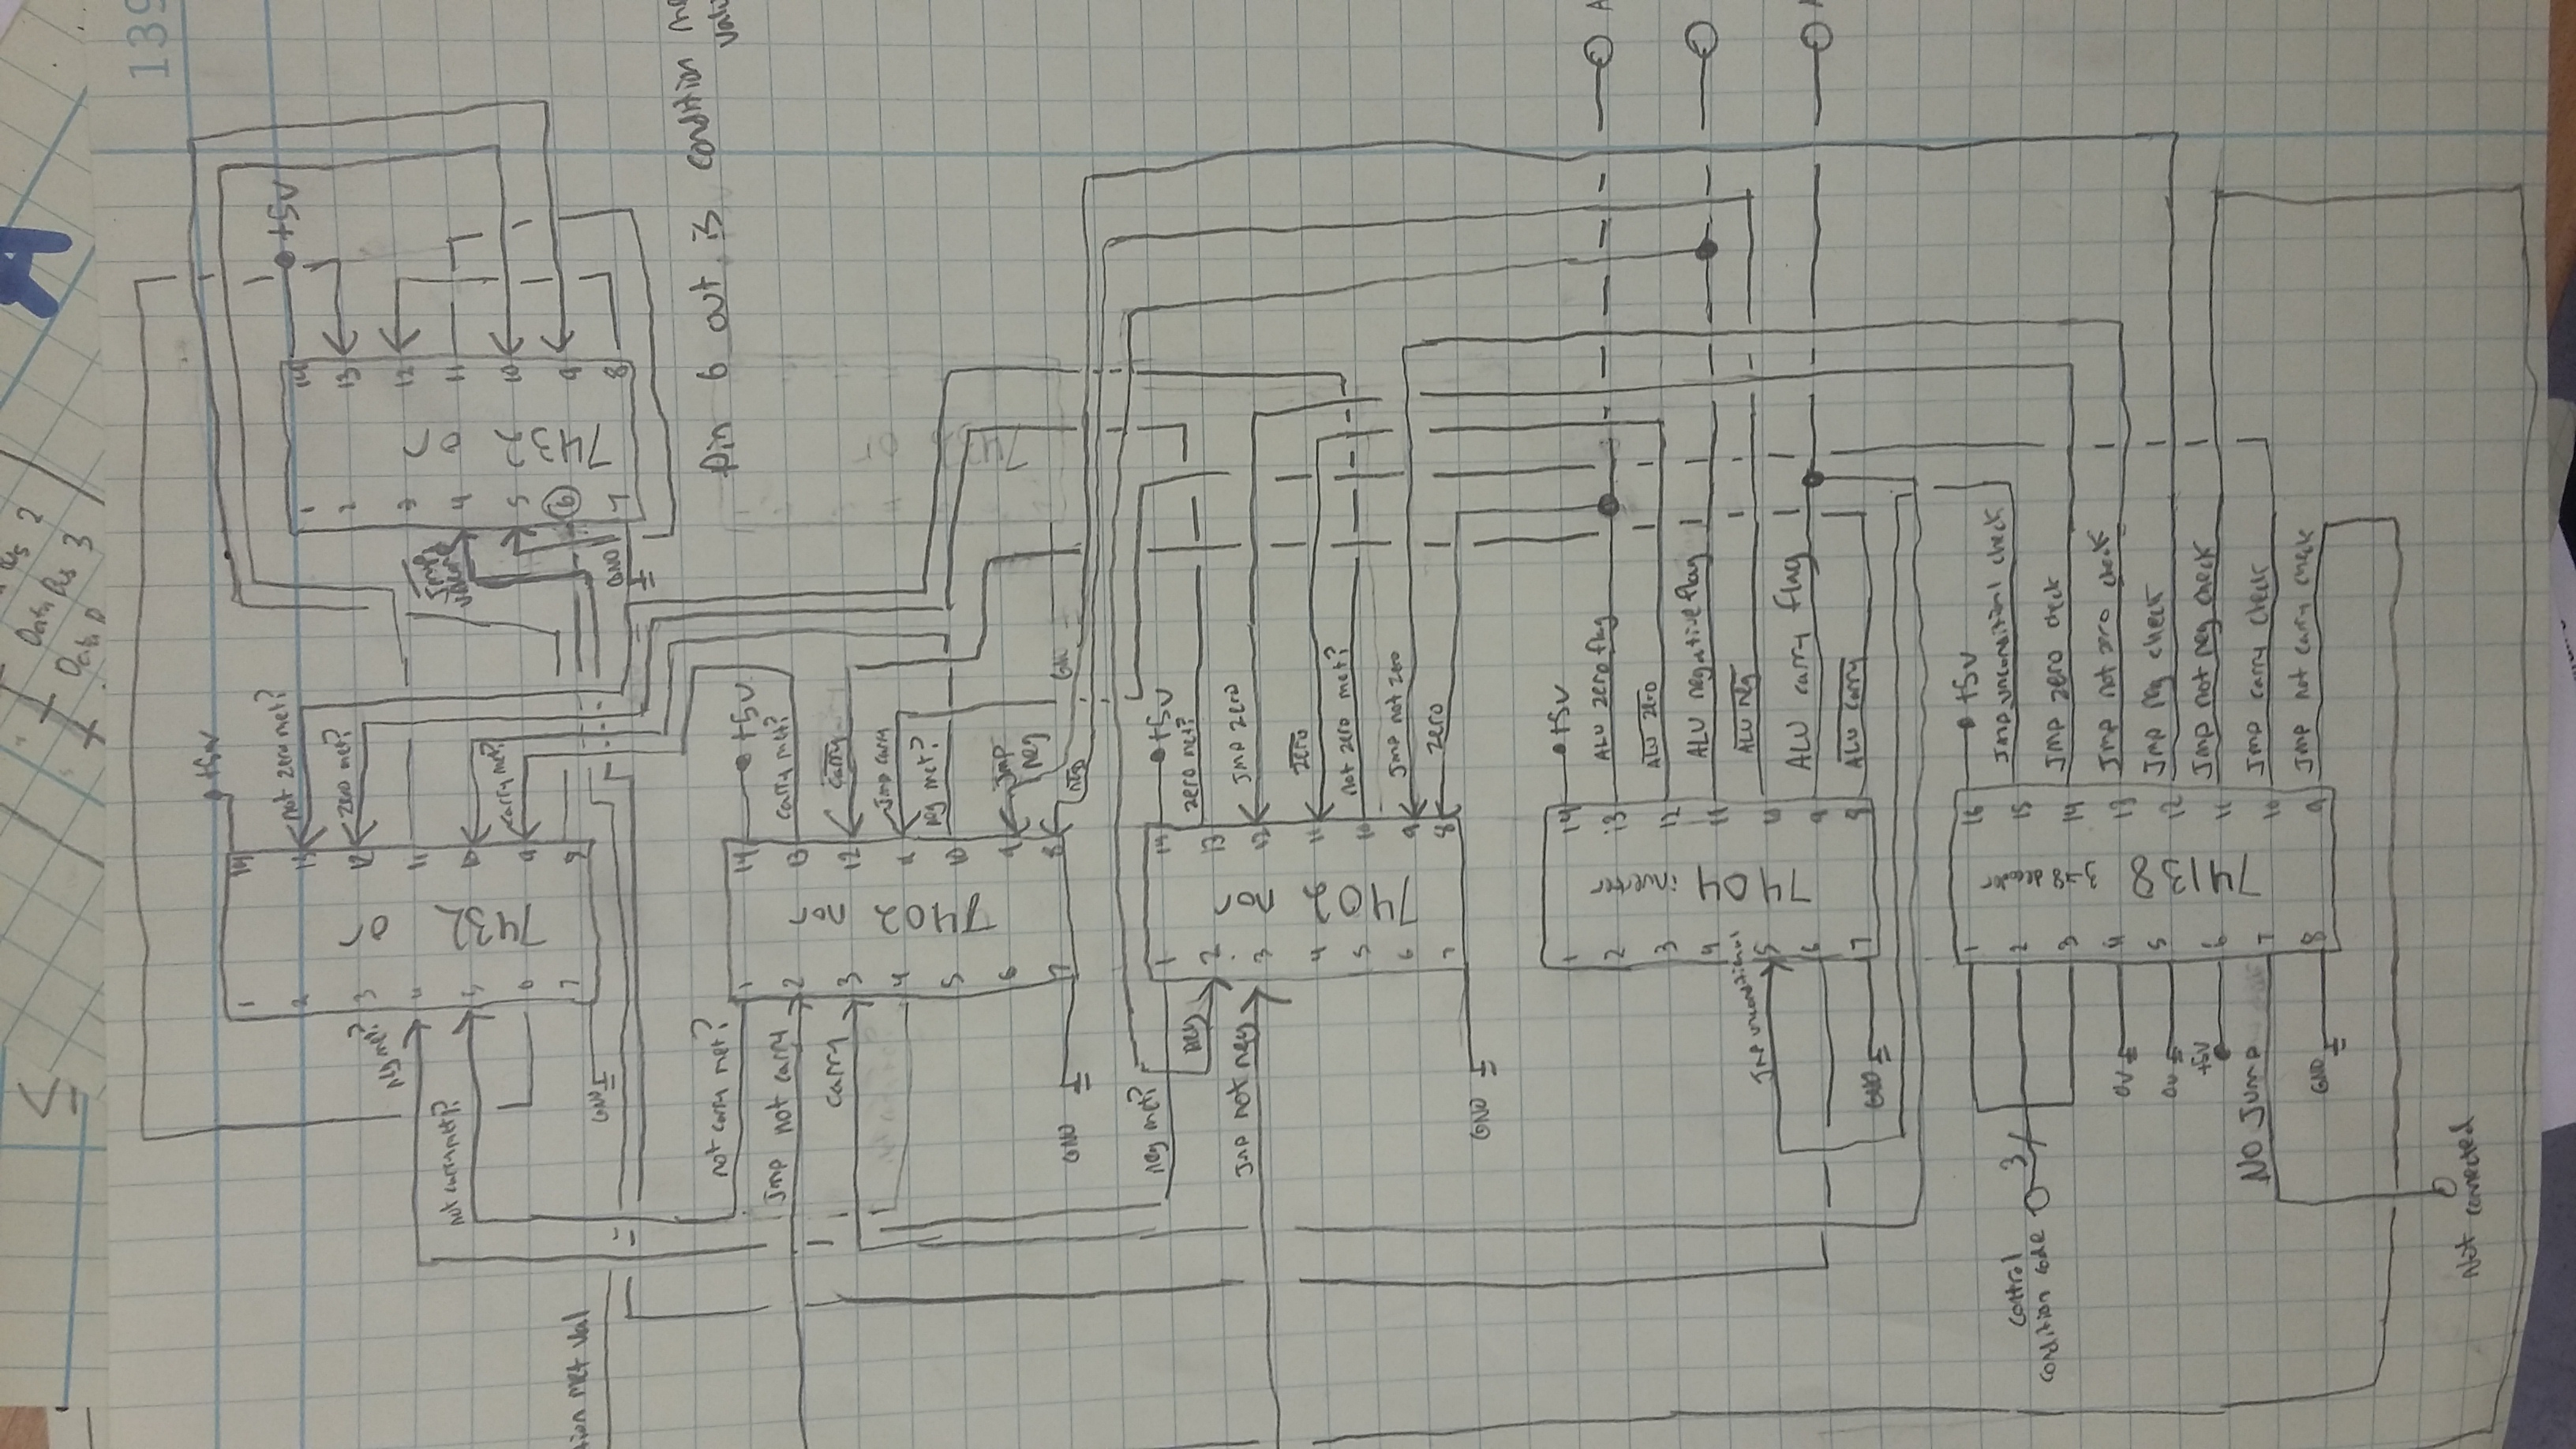 Data Bus 3
139
+5v
1
14
2
13
not zero met?
3
12
zero met?
neg met?
4
11
not carry met?
5
10
6
9
carry met?
7
GND
7432 or
+5v
1
14
2
13
3
12
4
11
5
10
6
9
7
8
GND
7432 or
Pin 6 out is condition
tion met val
not carry met?
1
14
+5v
Jmp not carry
2
13
carry met?
carry
3
12
carry
4
11
Jmp carry
5
10
neg met?
6
9
Jmp
neg
GND
7
8
neg
7402 nor
neg met?
1
14
+5v
neg
2
13
zero met?
Jmp not neg
3
12
Jmp zero
4
11
zero
5
10
not zero met?
6
9
Jmp not zero
7
8
zero
GND
7402 nor
1
14
+5v
2
13
ALU zero flag
3
12
ALU zero
4
11
ALU negative flag
Jmp unconditional
5
10
ALU neg
6
9
ALU carry flag
GND
7
8
ALU carry
7404 inverter
1
16
+5v
2
15
Jmp unconditional check
control
condition code
3
3
14
Jmp zero check
0v
4
13
Jmp not zero check
0v
5
12
Jmp neg check
+5v
6
11
Jmp not neg check
NO Jump
7
10
Jmp carry check
GND
8
9
Jmp not carry check
74138 3-8 decoder
Not connected